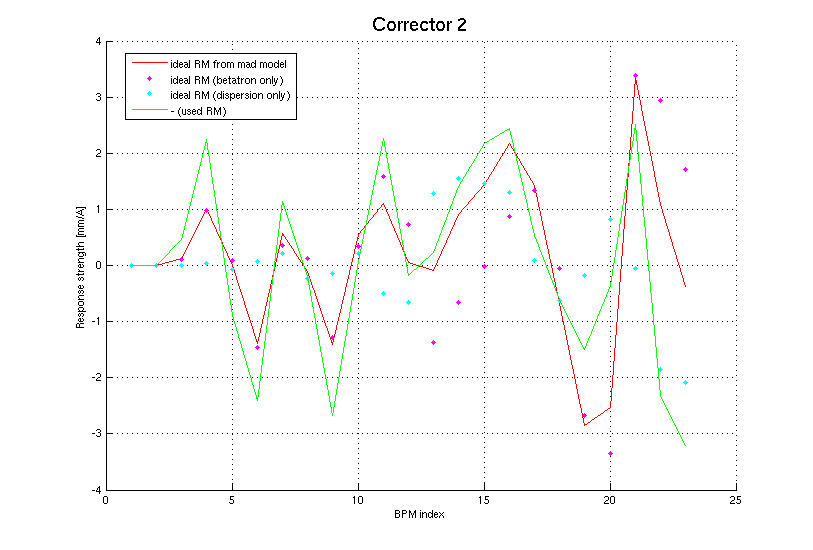 Corrector 2
ideal RM from mad model
ideal RM (betatron only)
ideal RM (dispersion only)
- (used RM)
Response strength [mm/A]
4
3
2
1
0
-1
-2
-3
-4
0 5 10 15 20 25
BPM index